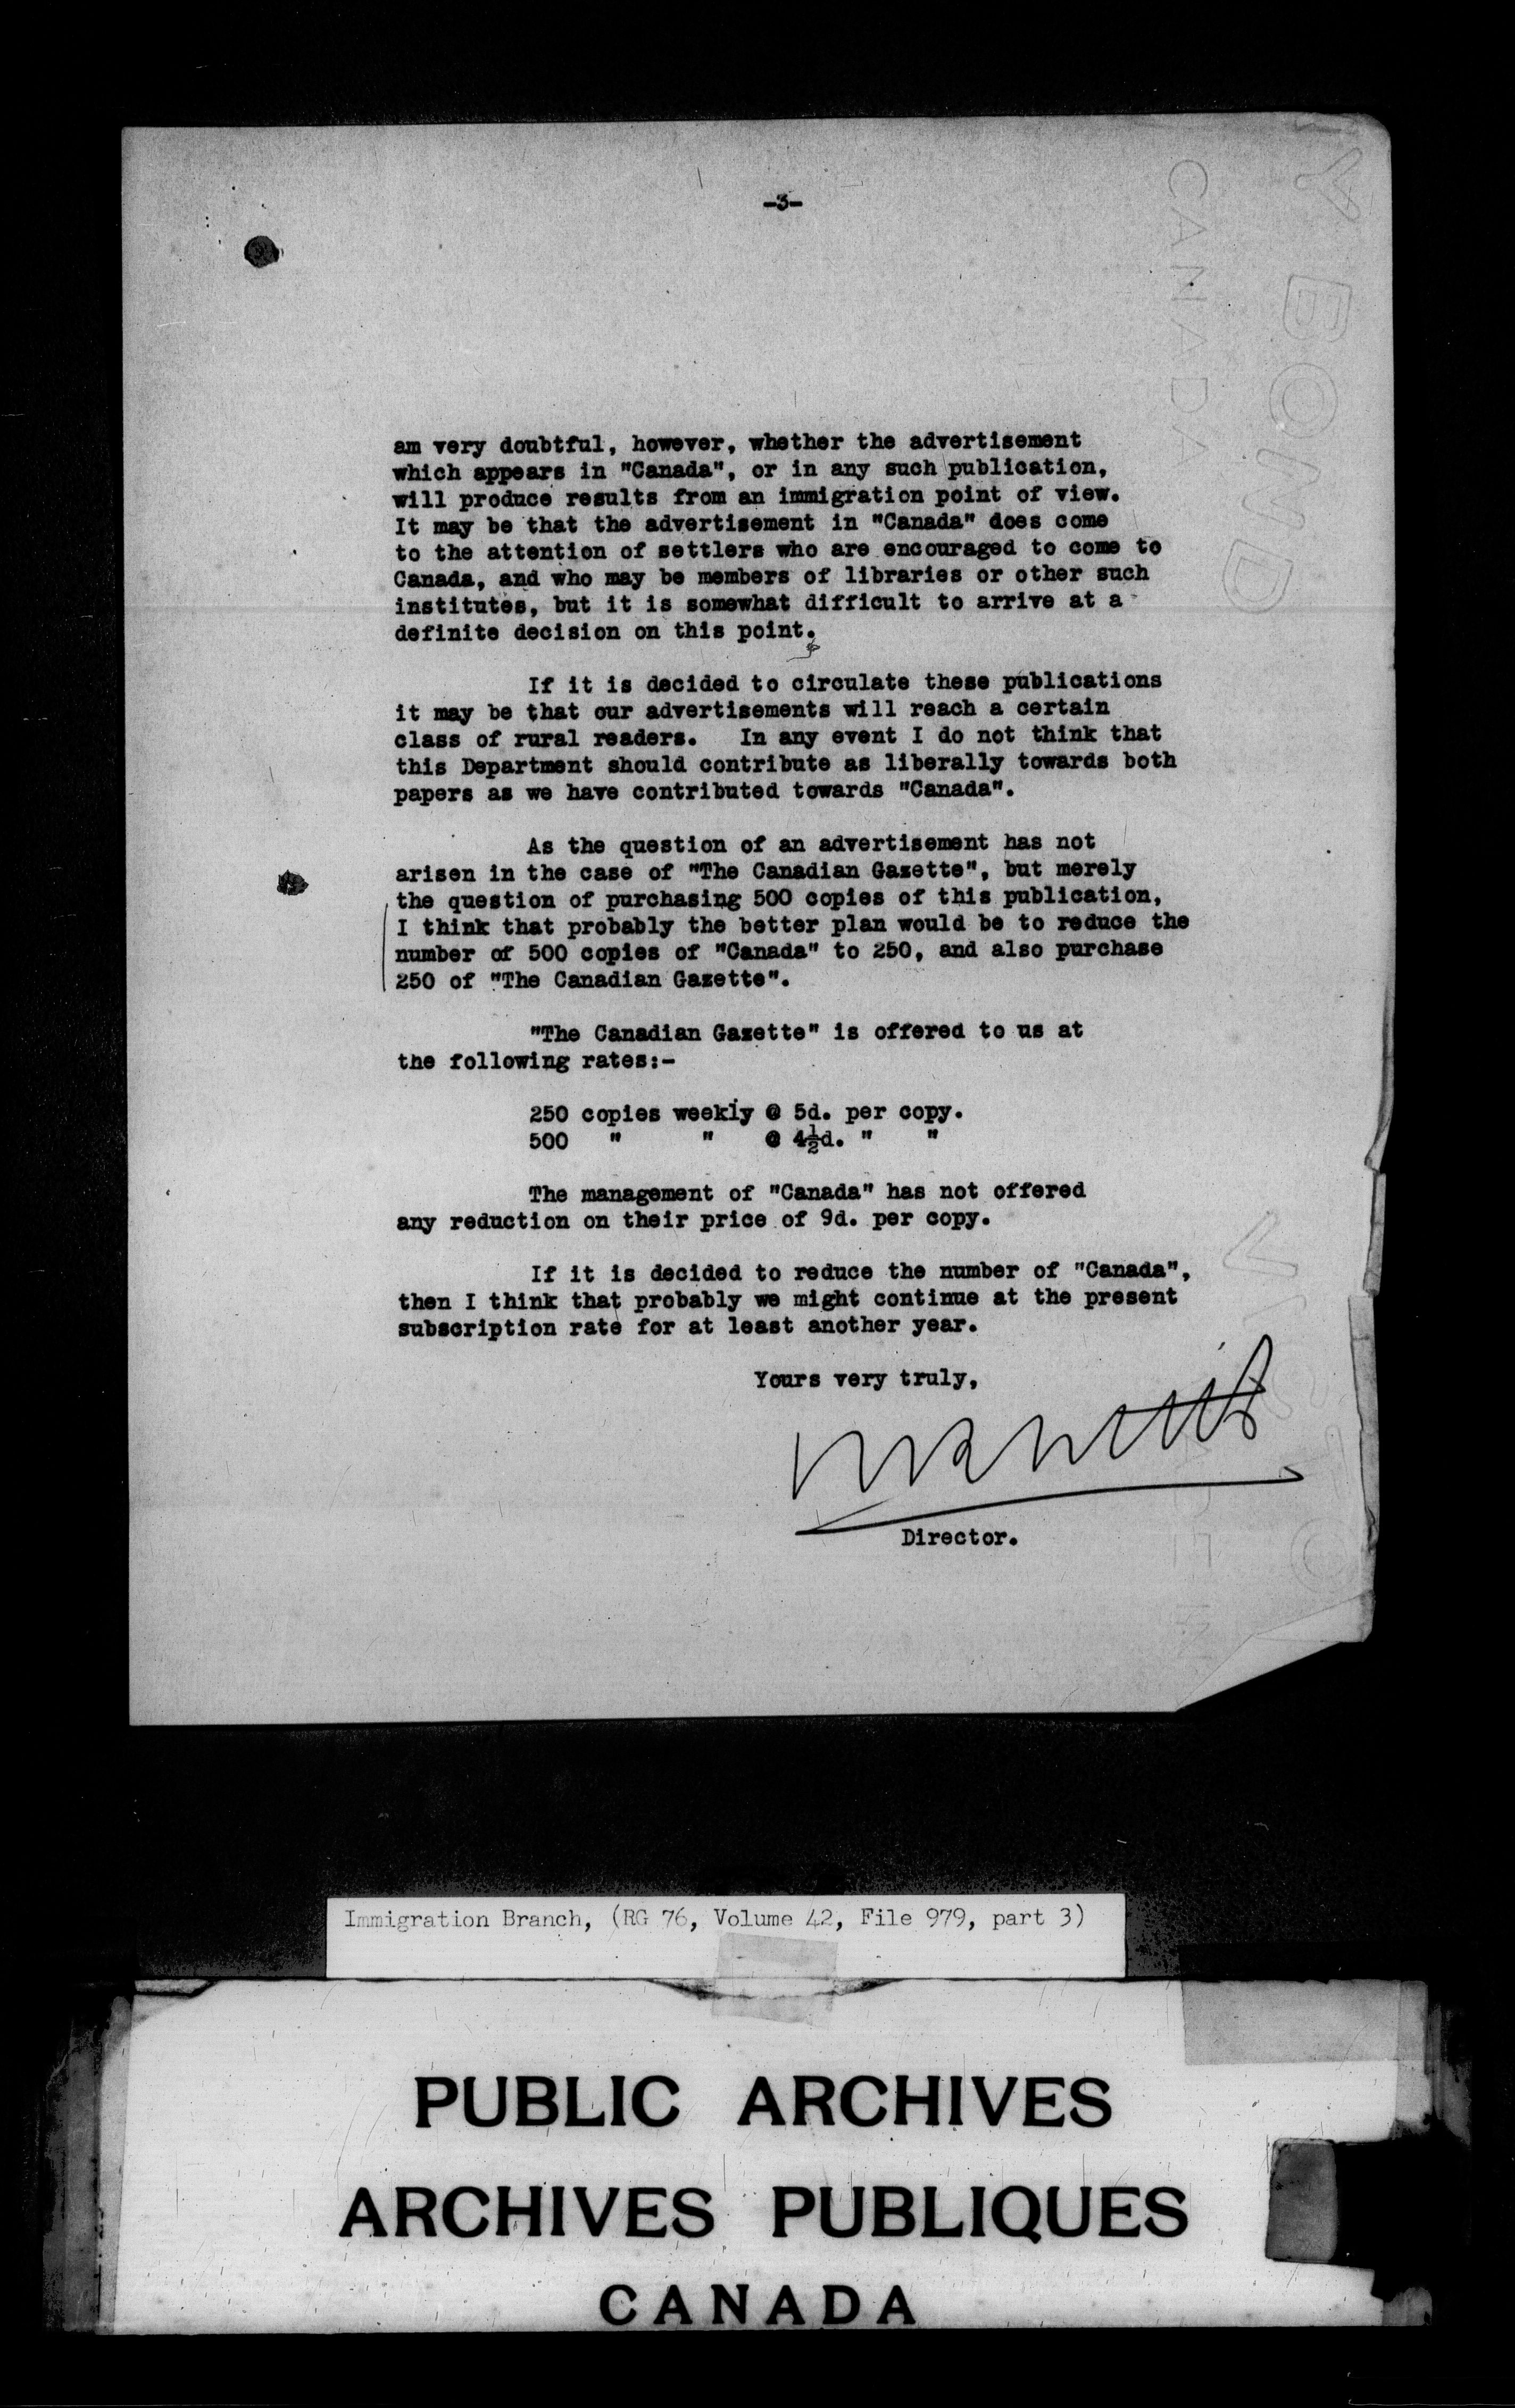 -3-
am very doubtful, however, whether the advertisement
which appears in "Canada", or in any such publication,
will produce results from an immigration point of view.
It may be that the advertisement in "Canada" does come
to the attention of settlers who are encouraged to come to
Canada, and who may be members of libraries or other such
institutes, but it is somewhat difficult to arrive at a
definite decision on this point.
If it is decided to circulate these publications
it may be that our advertisements will reach a certain
class of rural readers. In any event I do not think that
this Department should contribute as liberally towards both
papers as we have contributed towards "Canada".
As the question of an advertisement has not
arisen in the case of "The Canadian Gazette", but merely
the question of purchasing 500 copies of this publication,
I think that probably the better plan would be to reduce the
number of 500 copies of "Canada" to 250, and also purchase
250 of "The Canadian Gazette".
"The Canadian Gazette" is offered to us at
the following rates:-
250 copies weekly @ 5d. per copy.
500 " " @ 4½d. " "
The management of "Canada" has not offered
any reduction on their price of 9d. per copy.
If it is decided to reduce the number of "Canada",
then I think that probably we might continue at the present
subscription rate for at least another year.
Yours very truly,
Director.
CANADA
BOND
Immigration Branch, (RG 76, Volume 42, File 979, part 3)
PUBLIC ARCHIVES
ARCHIVES PUBLIQUES
CANADA